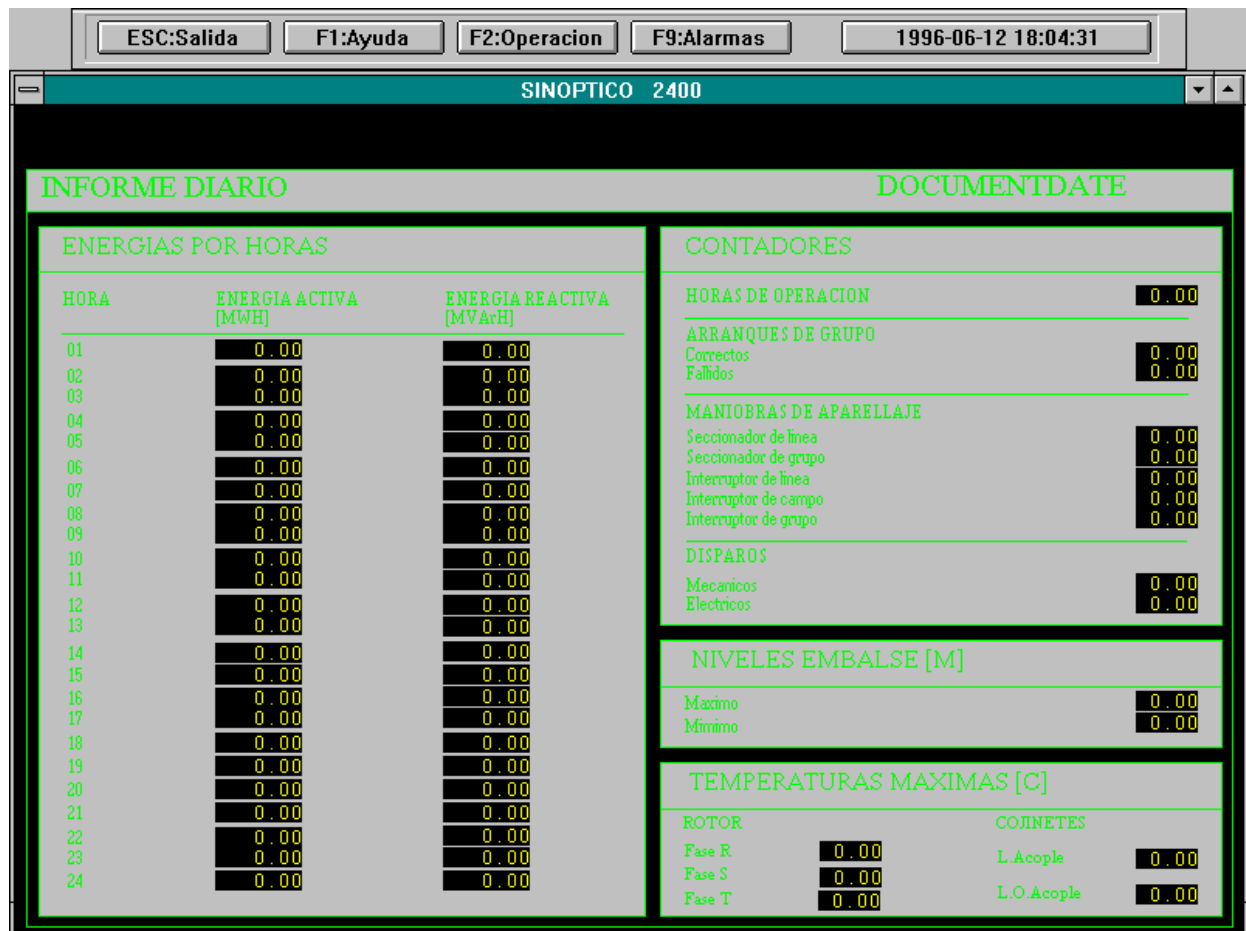 ESC:Salida F1:Ayuda F2:Operacion F9:Alarmas 1996-06-12 18:04:31
SINOPTICO 2400
INFORME DIARIO DOCUMENTDATE
ENERGIAS POR HORAS
HORA ENERGIA ACTIVA ENERGIA REACTIVA
[MWH] [MVArH]
01 0.00 0.00
02 0.00 0.00
03 0.00 0.00
04 0.00 0.00
05 0.00 0.00
06 0.00 0.00
07 0.00 0.00
08 0.00 0.00
09 0.00 0.00
10 0.00 0.00
11 0.00 0.00
12 0.00 0.00
13 0.00 0.00
14 0.00 0.00
15 0.00 0.00
16 0.00 0.00
17 0.00 0.00
18 0.00 0.00
19 0.00 0.00
20 0.00 0.00
21 0.00 0.00
22 0.00 0.00
23 0.00 0.00
24 0.00 0.00
CONTADORES
HORAS DE OPERACION 0.00
ARRANQUES DE GRUPO
Correctos 0.00
Fallidos 0.00
MANIOBRAS DE APARELLAJE
Seccionador de linea 0.00
Seccionador de grupo 0.00
Interruptor de linea 0.00
Interruptor de campo 0.00
Interruptor de grupo 0.00
DISPAROS
Mecanicos 0.00
Electricos 0.00
NIVELES EMBALSE [M]
Maximo 0.00
Mimimo 0.00
TEMPERATURAS MAXIMAS [C]
ROTOR COJINETES
Fase R 0.00 L.Acople 0.00
Fase S 0.00
Fase T 0.00 L.O.Acople 0.00